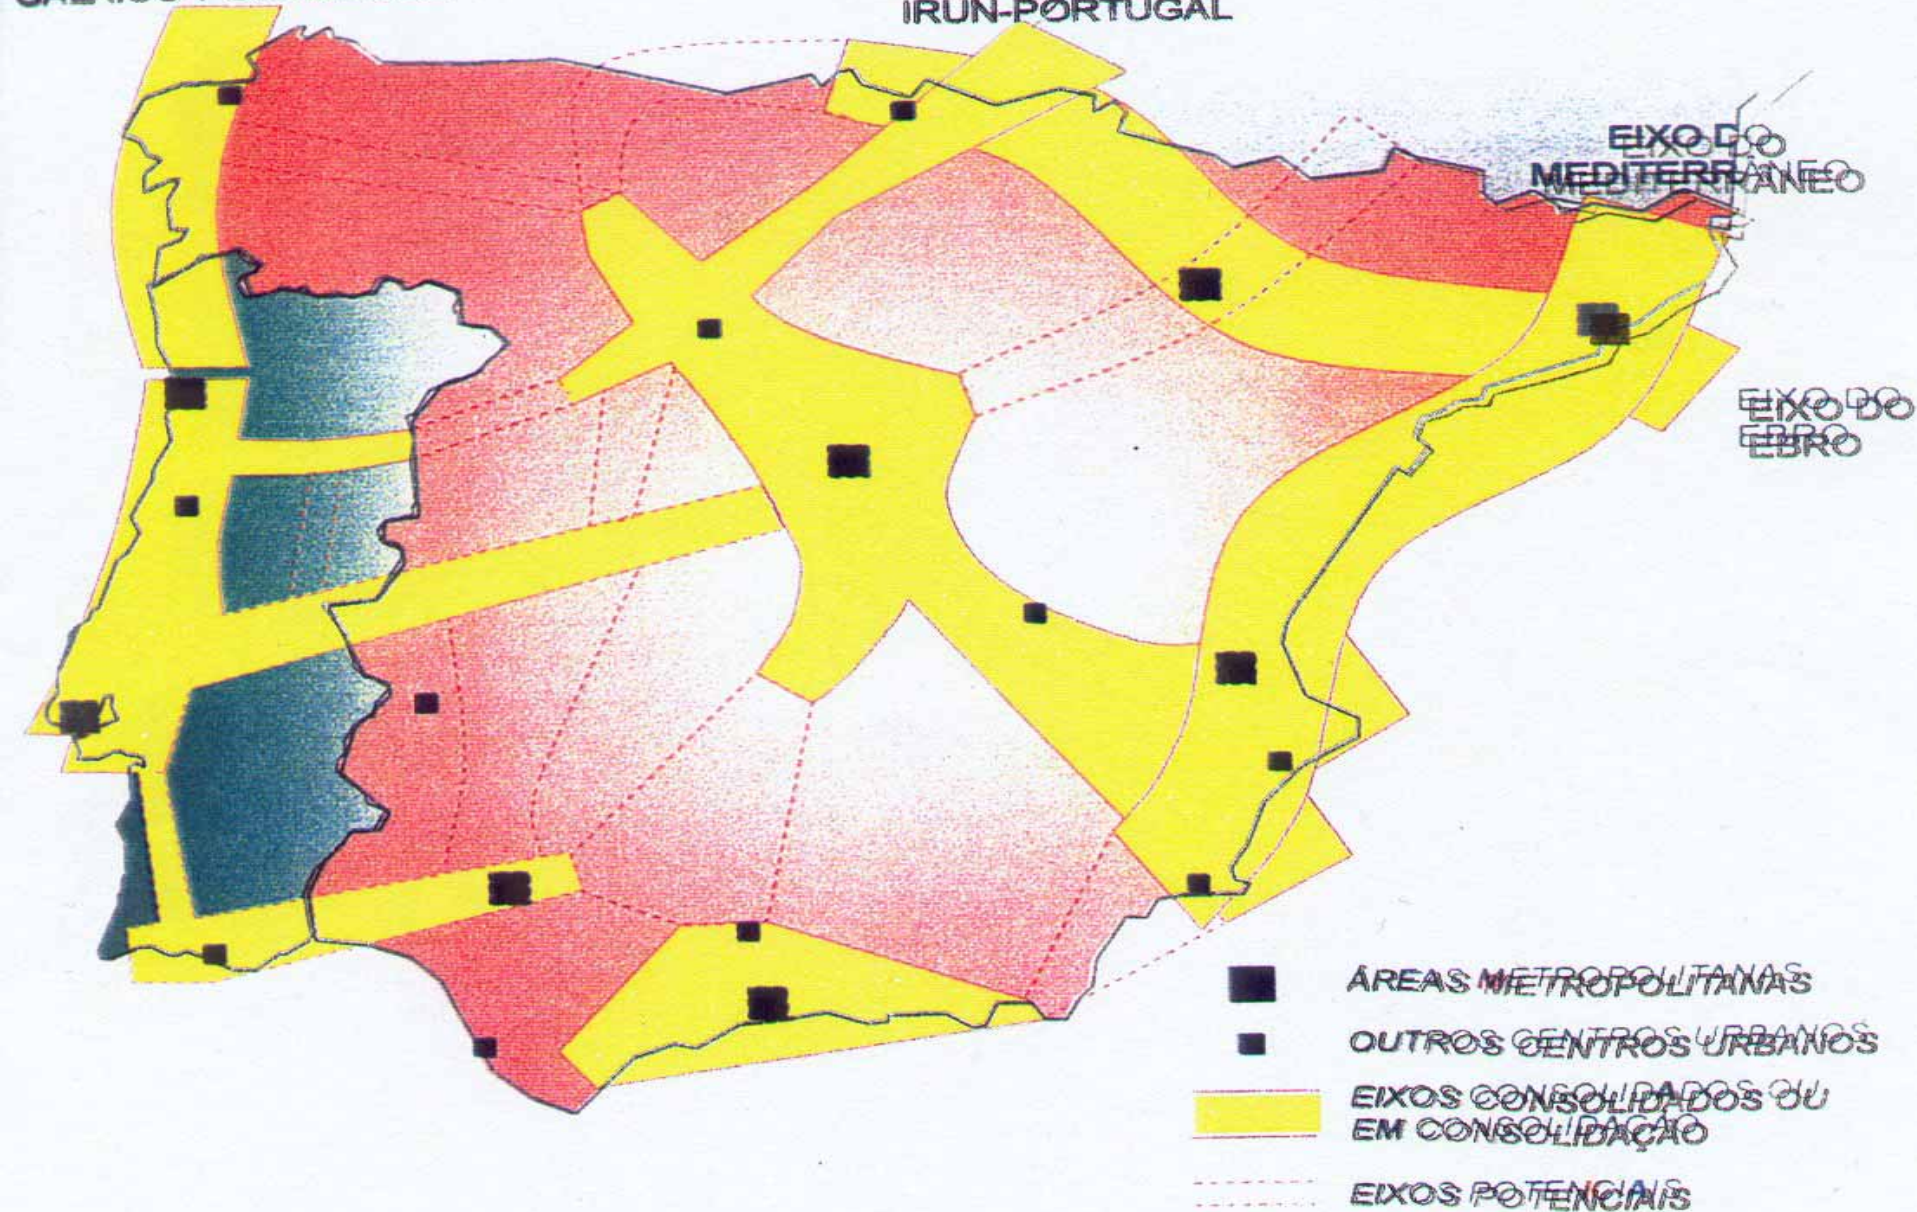 IRUN-PORTUGAL
EIXO DO
MEDITERRÂNEO
EIXO DO
EBRO
ÁREAS METROPOLITANAS
OUTROS CENTROS URBANOS
EIXOS CONSOLIDADOS OU
EM CONSOLIDAÇÃO
EIXOS POTENCIAIS